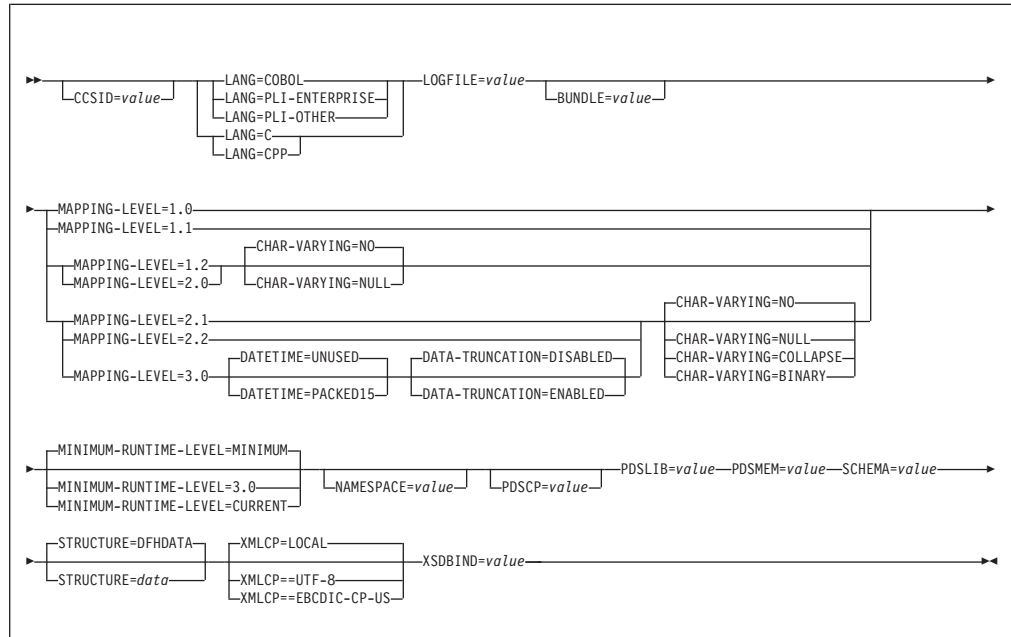 LANG=COBOL LOGFILE=value
CCSID=value LANG=PLI-ENTERPRISE BUNDLE=value
LANG=PLI-OTHER
LANG=C
LANG=CPP
MAPPING-LEVEL=1.0
MAPPING-LEVEL=1.1
CHAR-VARYING=NO
MAPPING-LEVEL=1.2
MAPPING-LEVEL=2.0 CHAR-VARYING=NULL
CHAR-VARYING=NO
MAPPING-LEVEL=2.1
MAPPING-LEVEL=2.2 CHAR-VARYING=NULL
DATETIME=UNUSED DATA-TRUNCATION=DISABLED CHAR-VARYING=COLLAPSE
MAPPING-LEVEL=3.0 CHAR-VARYING=BINARY
DATETIME=PACKED15 DATA-TRUNCATION=ENABLED
MINIMUM-RUNTIME-LEVEL=MINIMUM
PDSLIB=value PDSMEM=value SCHEMA=value
MINIMUM-RUNTIME-LEVEL=3.0 NAMESPACE=value PDSCP=value
MINIMUM-RUNTIME-LEVEL=CURRENT
STRUCTURE=DFHDATA XMLCP=LOCAL
XSDBIND=value
STRUCTURE=data XMLCP==UTF-8
XMLCP==EBCDIC-CP-US